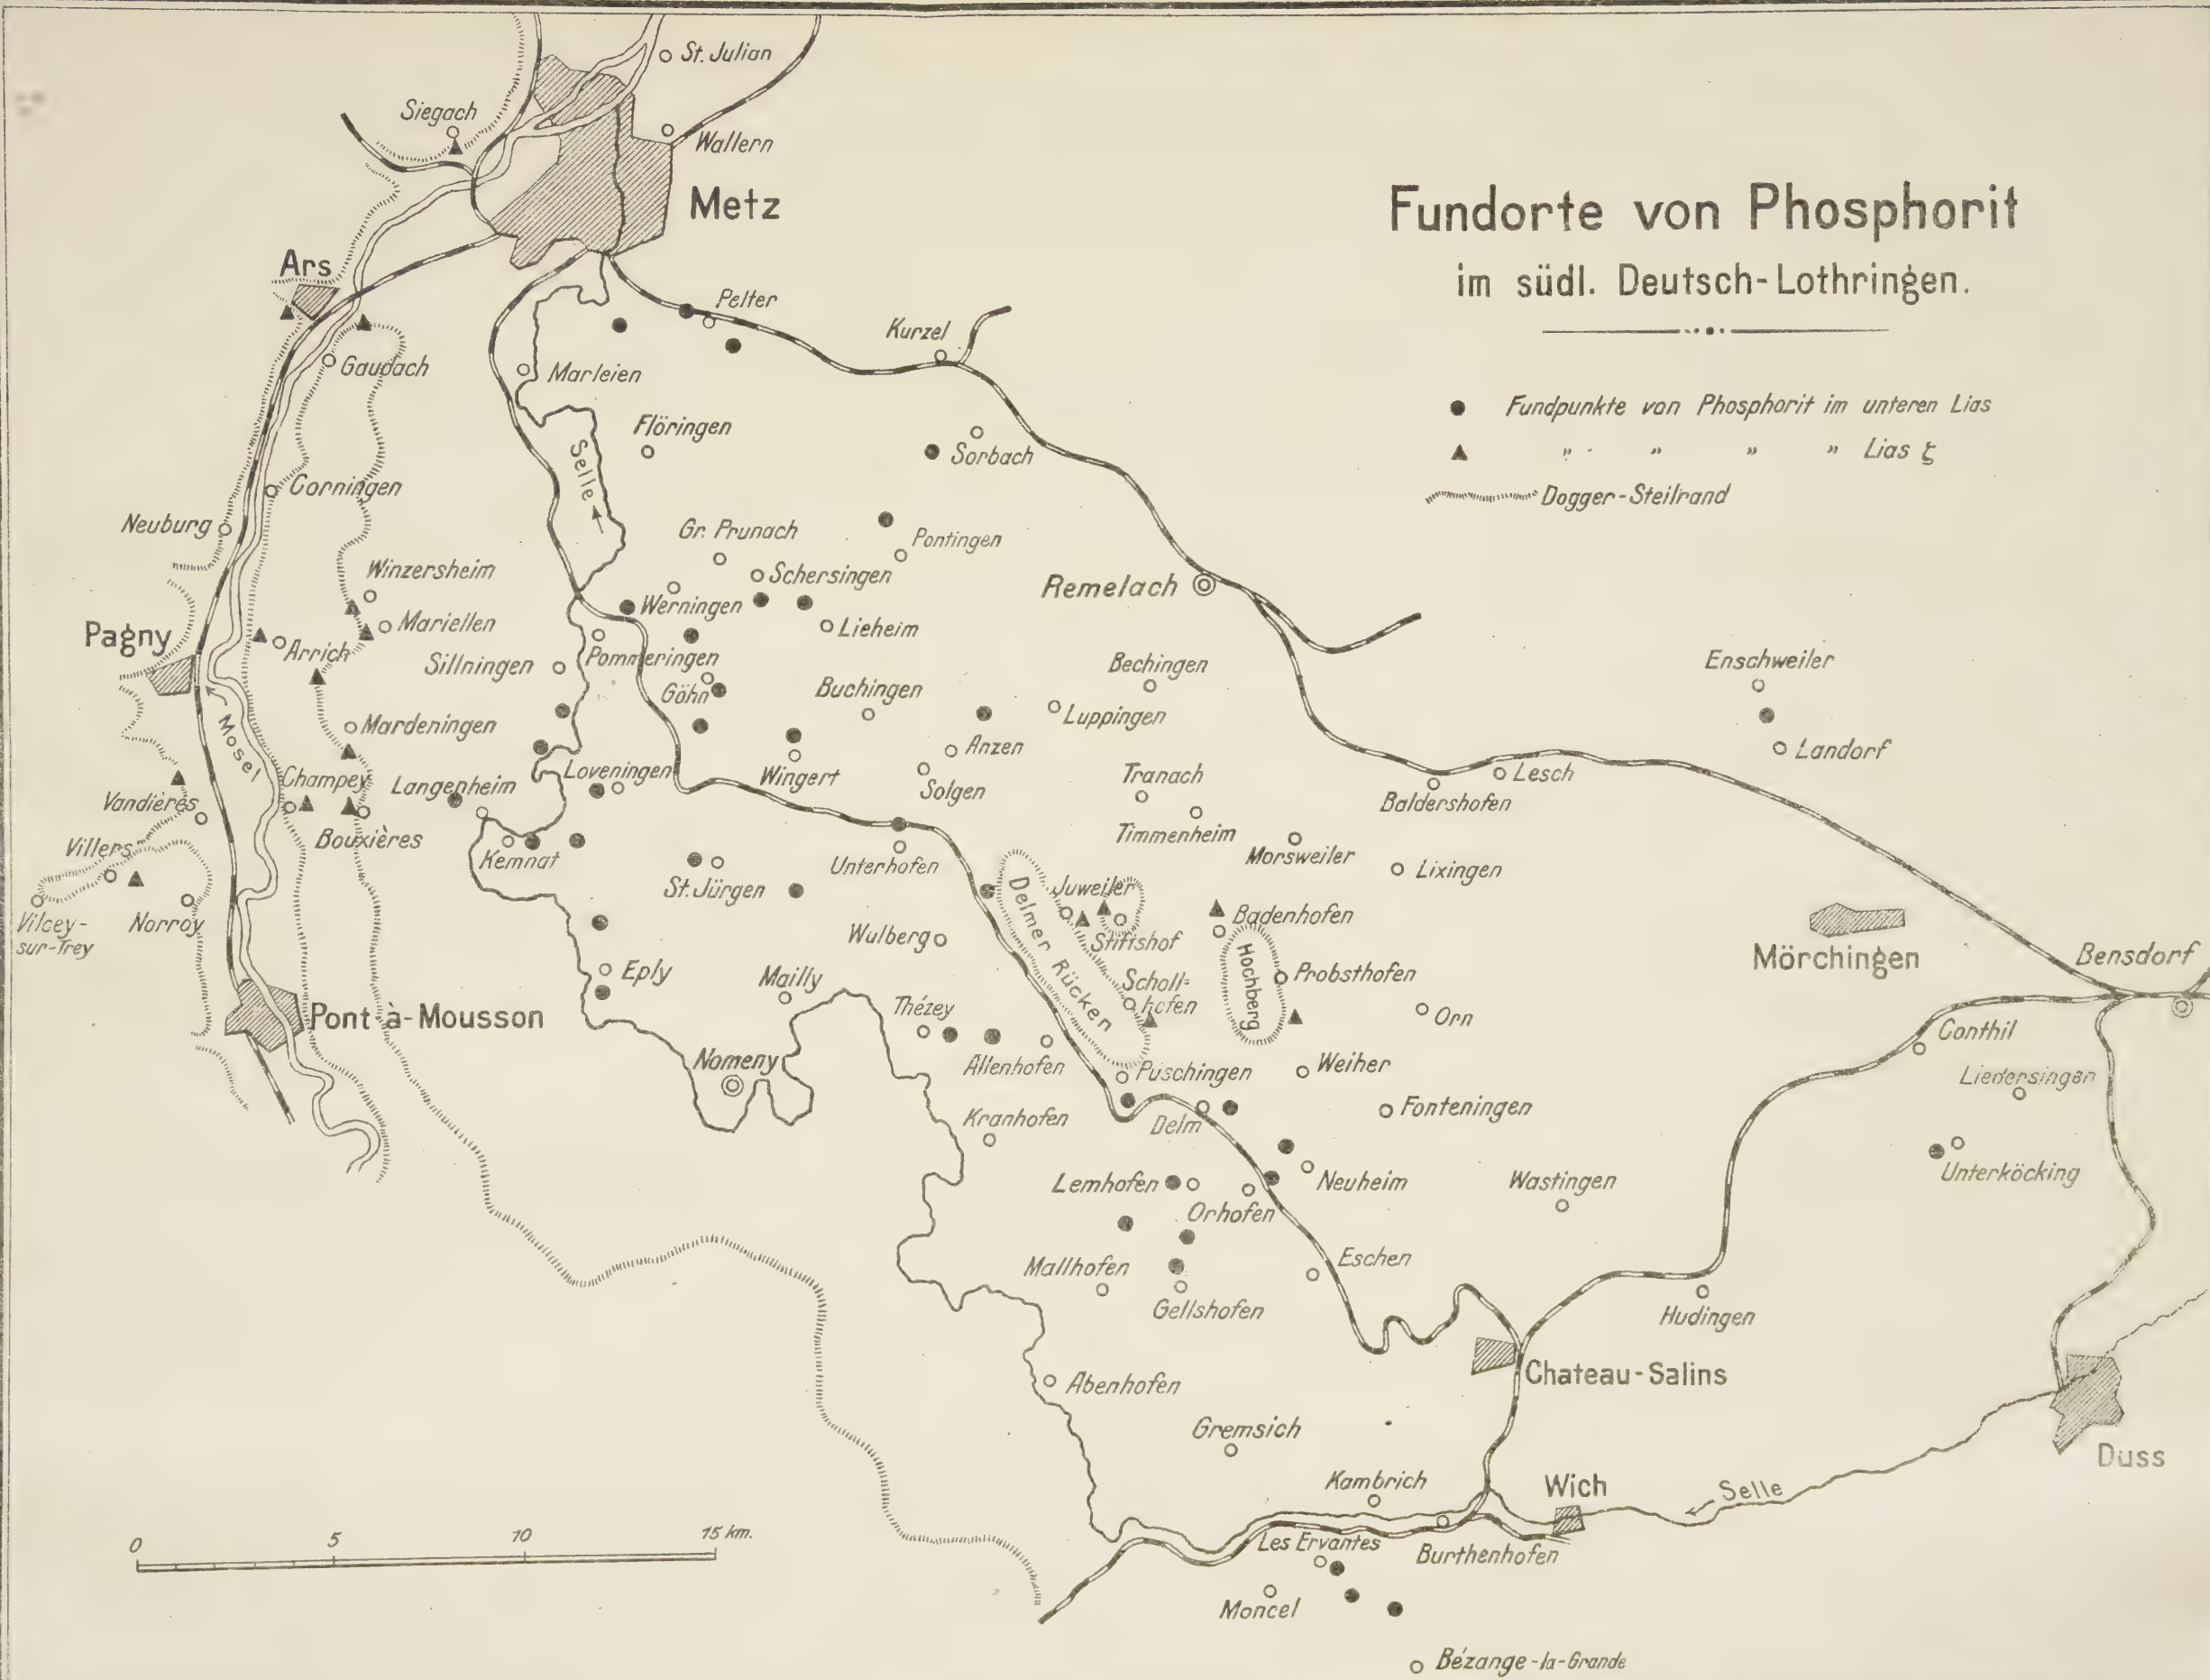 St. Julian
Siegach
Wallern
Metz
Fundorte von Phosphorit
im südl. Deutsch-Lothringen.
Ars
Pelter
Kurzel
Gaudach
Marleien
Fundpunkte von Phosphorit im unteren Lias
" " " " Lias ζ
Dogger-Steilrand
Flöringen
Sorbach
Selle
Gorningen
Neuburg
Gr. Prunach
Pontingen
Winzersheim
Schersingen
Remelach
Werningen
Mariellen
Lieheim
Pagny
Arrich
Sillningen
Pommeringen
Bechingen
Enschweiler
Göhn
Buchingen
Luppingen
Mardeningen
Mosel
Anzen
Landorf
Champey
Langenheim
Loveningen
Wingert
Solgen
Tranach
Lesch
Baldershofen
Vandières
Bouxières
Timmenheim
Villers
Kemnat
Unterhofen
Morsweiler
Lixingen
St. Jürgen
Juweiler
Delmer Rücken
Badenhofen
Vilcey-
sur-Trey
Norroy
Wulberg
Stiftshof
Hochberg
Mörchingen
Bensdorf
Eply
Mailly
Scholl-
hofen
Probsthofen
Thézey
Orn
Pont-à-Mousson
Conthil
Nomeny
Allenhofen
Puschingen
Weiher
Liedersingen
Kranhofen
Delm
Fonteningen
Lemhofen
Neuheim
Wastingen
Unterköcking
Orhofen
Mallhofen
Eschen
Gellshofen
Hudingen
Chateau-Salins
Abenhofen
Gremsich
Duss
Kambrich
Wich
Selle
0 5 10 15 km.
Les Ervantes
Burthenhofen
Moncel
Bézange-la-Grande